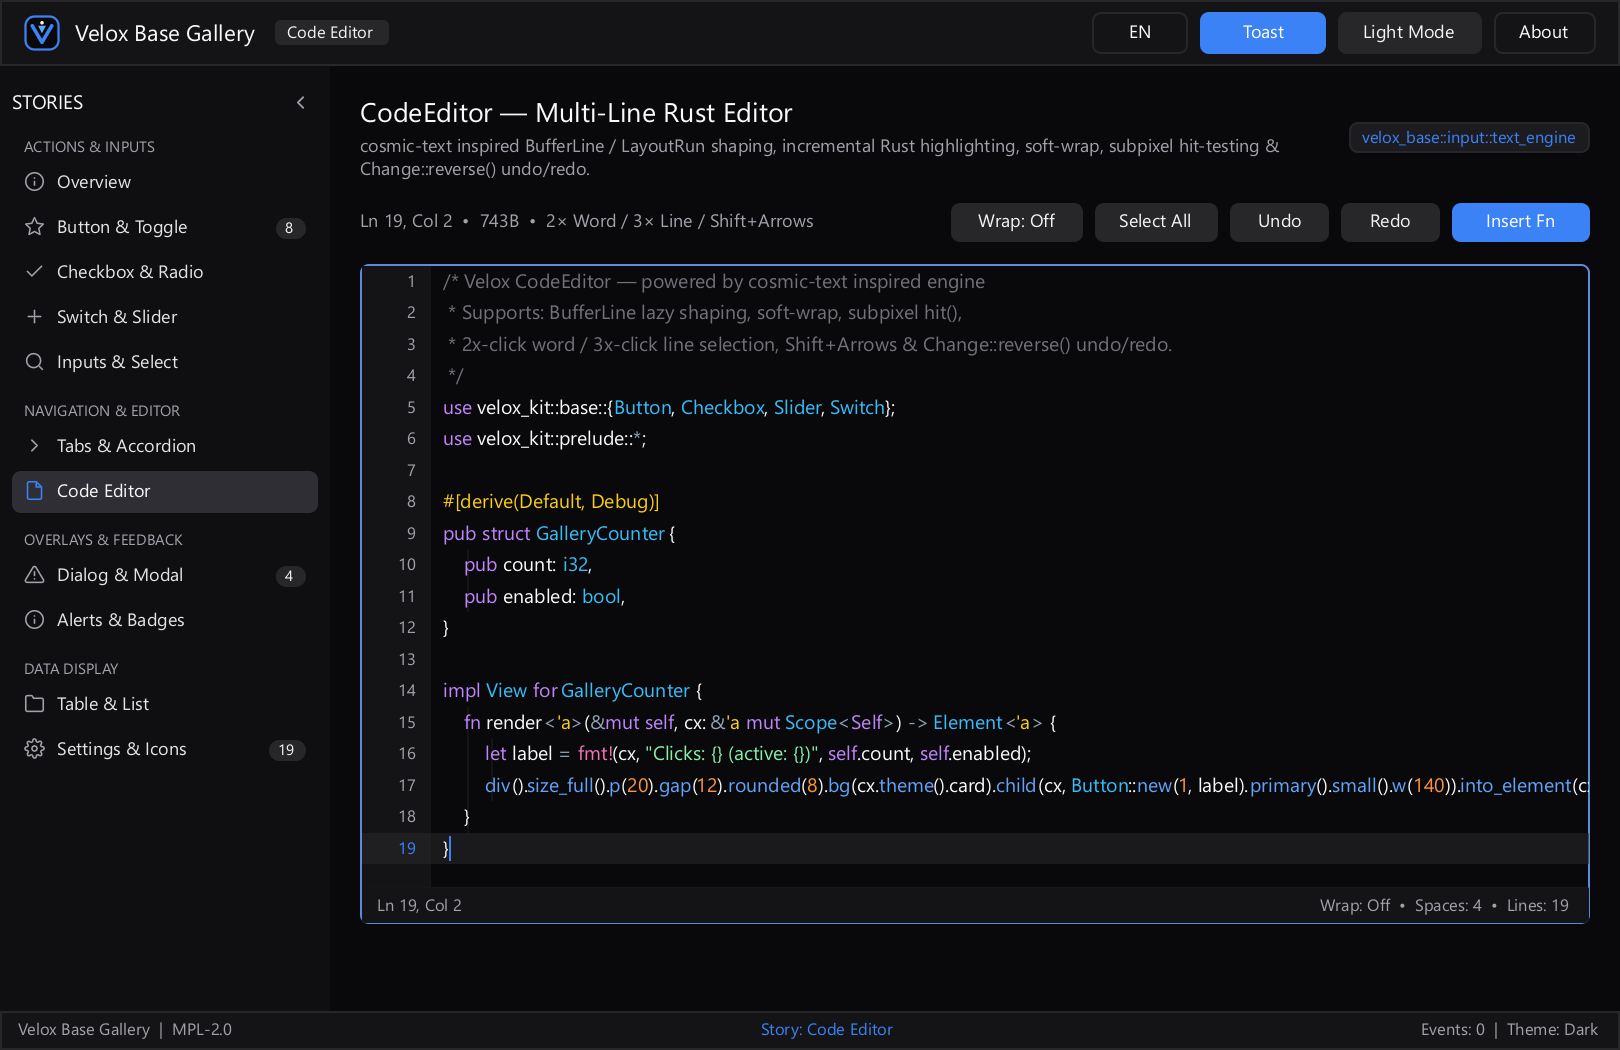 Velox Base Gallery
Code Editor
EN
Toast
Light Mode
About
STORIES
ACTIONS & INPUTS
Overview
Button & Toggle 8
Checkbox & Radio
Switch & Slider
Inputs & Select
NAVIGATION & EDITOR
Tabs & Accordion
Code Editor
OVERLAYS & FEEDBACK
Dialog & Modal 4
Alerts & Badges
DATA DISPLAY
Table & List
Settings & Icons 19
CodeEditor — Multi-Line Rust Editor
cosmic-text inspired BufferLine / LayoutRun shaping, incremental Rust highlighting, soft-wrap, subpixel hit-testing &
Change::reverse() undo/redo.
velox_base::input::text_engine
Ln 19, Col 2 • 743B • 2× Word / 3× Line / Shift+Arrows
Wrap: Off
Select All
Undo
Redo
Insert Fn
1 /* Velox CodeEditor — powered by cosmic-text inspired engine
2  * Supports: BufferLine lazy shaping, soft-wrap, subpixel hit(),
3  * 2x-click word / 3x-click line selection, Shift+Arrows & Change::reverse() undo/redo.
4  */
5 use velox_kit::base::{Button, Checkbox, Slider, Switch};
6 use velox_kit::prelude::*;
7
8 #[derive(Default, Debug)]
9 pub struct GalleryCounter {
10     pub count: i32,
11     pub enabled: bool,
12 }
13
14 impl View for GalleryCounter {
15     fn render<'a>(&mut self, cx: &'a mut Scope<Self>) -> Element<'a> {
16         let label = fmt!(cx, "Clicks: {} (active: {})", self.count, self.enabled);
17         div().size_full().p(20).gap(12).rounded(8).bg(cx.theme().card).child(cx, Button::new(1, label).primary().small().w(140)).into_element(c
18     }
19 }
Ln 19, Col 2
Wrap: Off • Spaces: 4 • Lines: 19
Velox Base Gallery | MPL-2.0
Story: Code Editor
Events: 0 | Theme: Dark